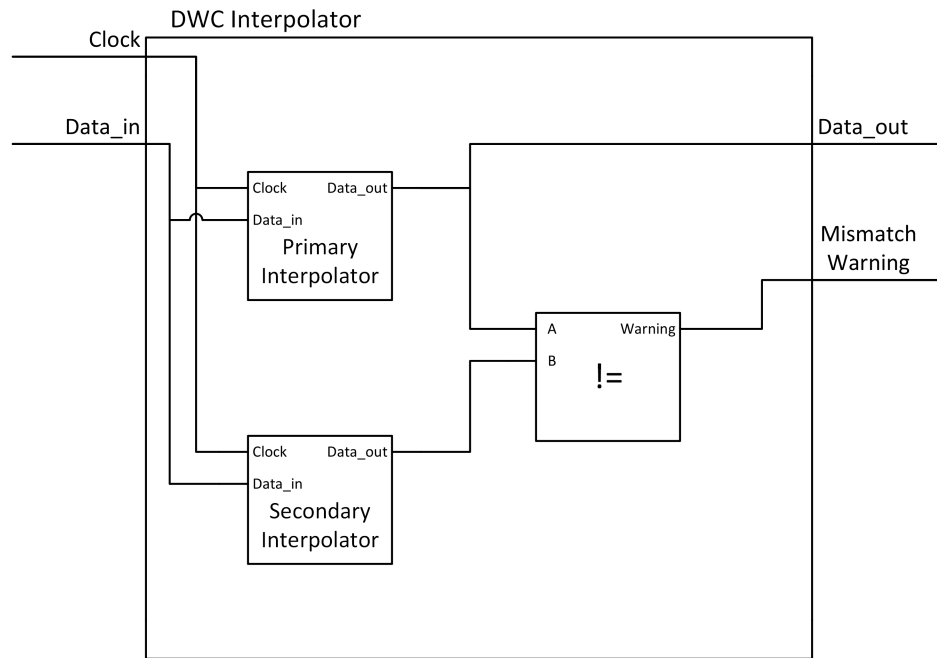 DWC Interpolator
Clock
Data_in
Data_out
Clock
Data_out
Data_in
Primary
Interpolator
Mismatch
Warning
A
Warning
B
!=
Clock
Data_out
Data_in
Secondary
Interpolator